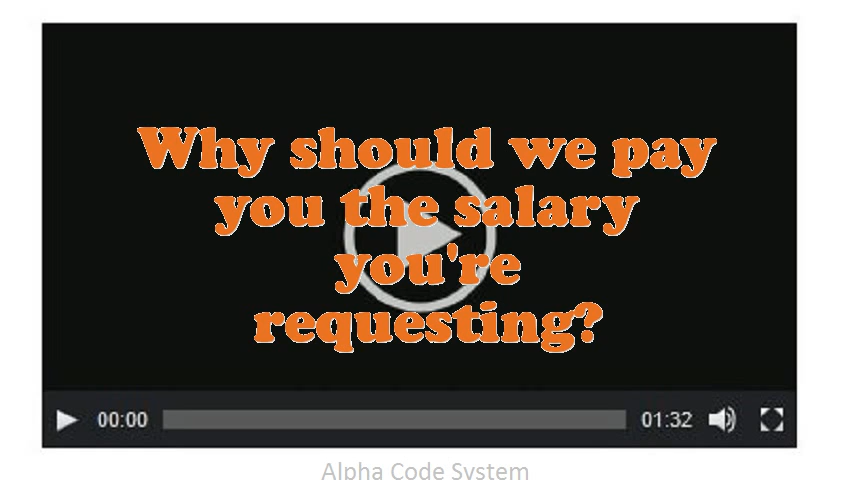 Why should we pay
you the salary
you're
requesting?
00:00 01:32
Alpha Code System